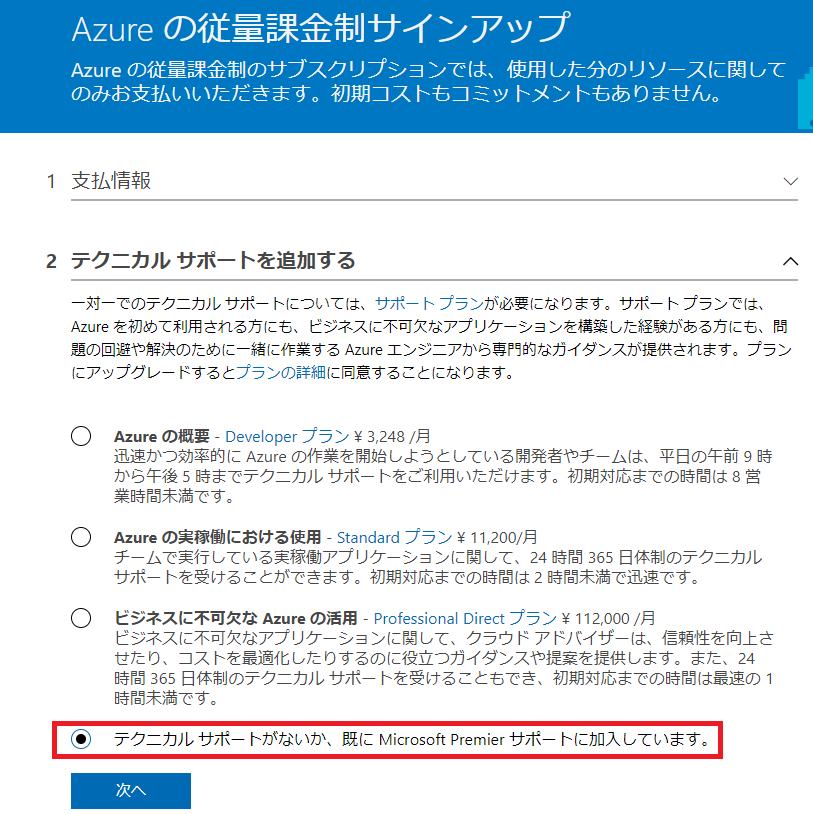 Azure の従量課金制サインアップ
Azure の従量課金制のサブスクリプションでは、使用した分のリソースに関して
のみお支払いいただきます。初期コストもコミットメントもありません。
1 支払情報
2 テクニカル サポートを追加する
一対一でのテクニカル サポートについては、サポート プランが必要になります。サポート プランでは、
Azure を初めて利用される方にも、ビジネスに不可欠なアプリケーションを構築した経験がある方にも、問
題の回避や解決のために一緒に作業する Azure エンジニアから専門的なガイダンスが提供されます。プラン
にアップグレードするとプランの詳細に同意することになります。
Azure の概要 - Developer プラン ¥ 3,248 /月
迅速かつ効率的に Azure の作業を開始しようとしている開発者やチームは、平日の午前 9 時
から午後 5 時までテクニカル サポートをご利用いただけます。初期対応までの時間は 8 営
業時間未満です。
Azure の実稼働における使用 - Standard プラン ¥ 11,200/月
チームで実行している実稼働アプリケーションに関して、24 時間 365 日体制のテクニカル
サポートを受けることができます。初期対応までの時間は 2 時間未満で迅速です。
ビジネスに不可欠な Azure の活用 - Professional Direct プラン ¥ 112,000 /月
ビジネスに不可欠なアプリケーションに関して、クラウド アドバイザーは、信頼性を向上さ
せたり、コストを最適化したりするのに役立つガイダンスや提案を提供します。また、24
時間 365 日体制のテクニカル サポートを受けることもでき、初期対応までの時間は最速の 1
時間未満です。
テクニカル サポートがないか、既に Microsoft Premier サポートに加入しています。
次へ